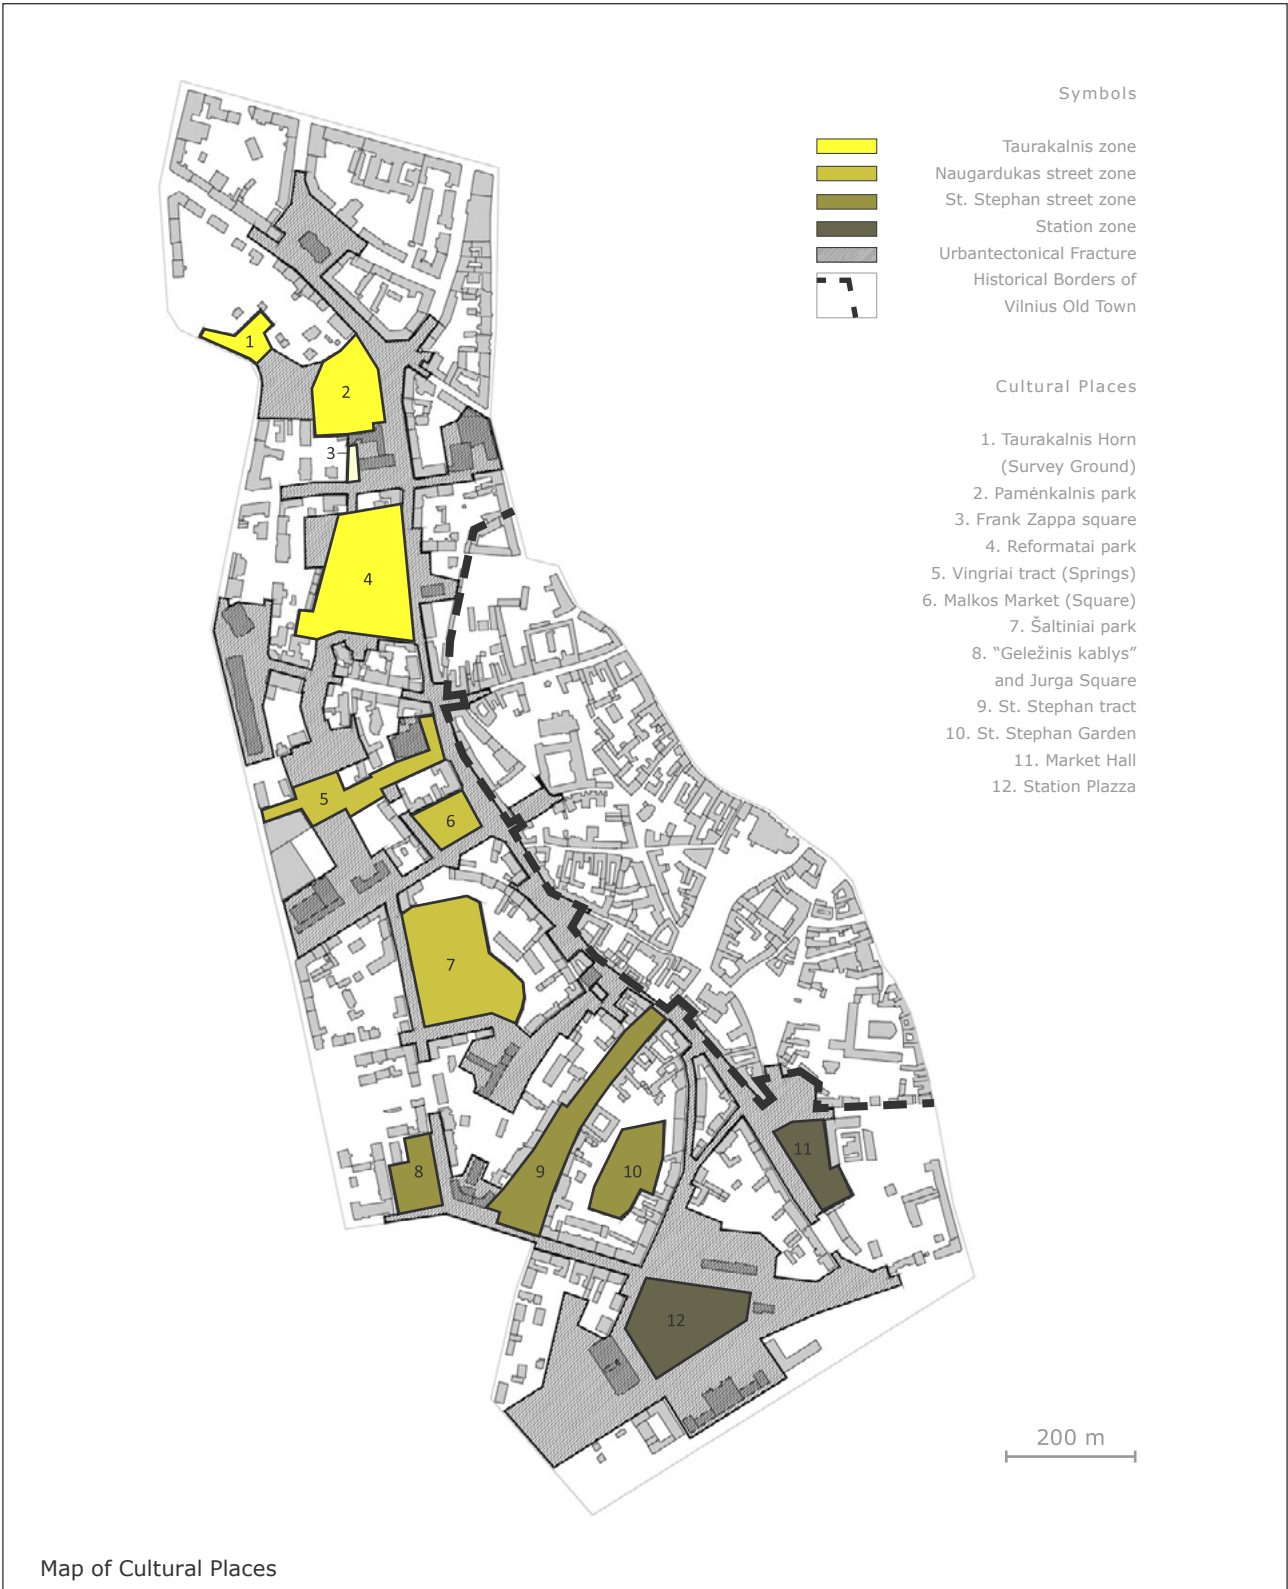 Symbols
Taurakalnis zone
Naugardukas street zone
St. Stephan street zone
Station zone
Urbantectonical Fracture
Historical Borders of
Vilnius Old Town
Cultural Places
1. Taurakalnis Horn
(Survey Ground)
2. Pamėnkalnis park
3. Frank Zappa square
4. Reformatai park
5. Vingriai tract (Springs)
6. Malkos Market (Square)
7. Šaltiniai park
8. “Geležinis kablys”
and Jurga Square
9. St. Stephan tract
10. St. Stephan Garden
11. Market Hall
12. Station Plazza
1
2
3
4
5
6
7
8
9
10
11
12
200 m
Map of Cultural Places